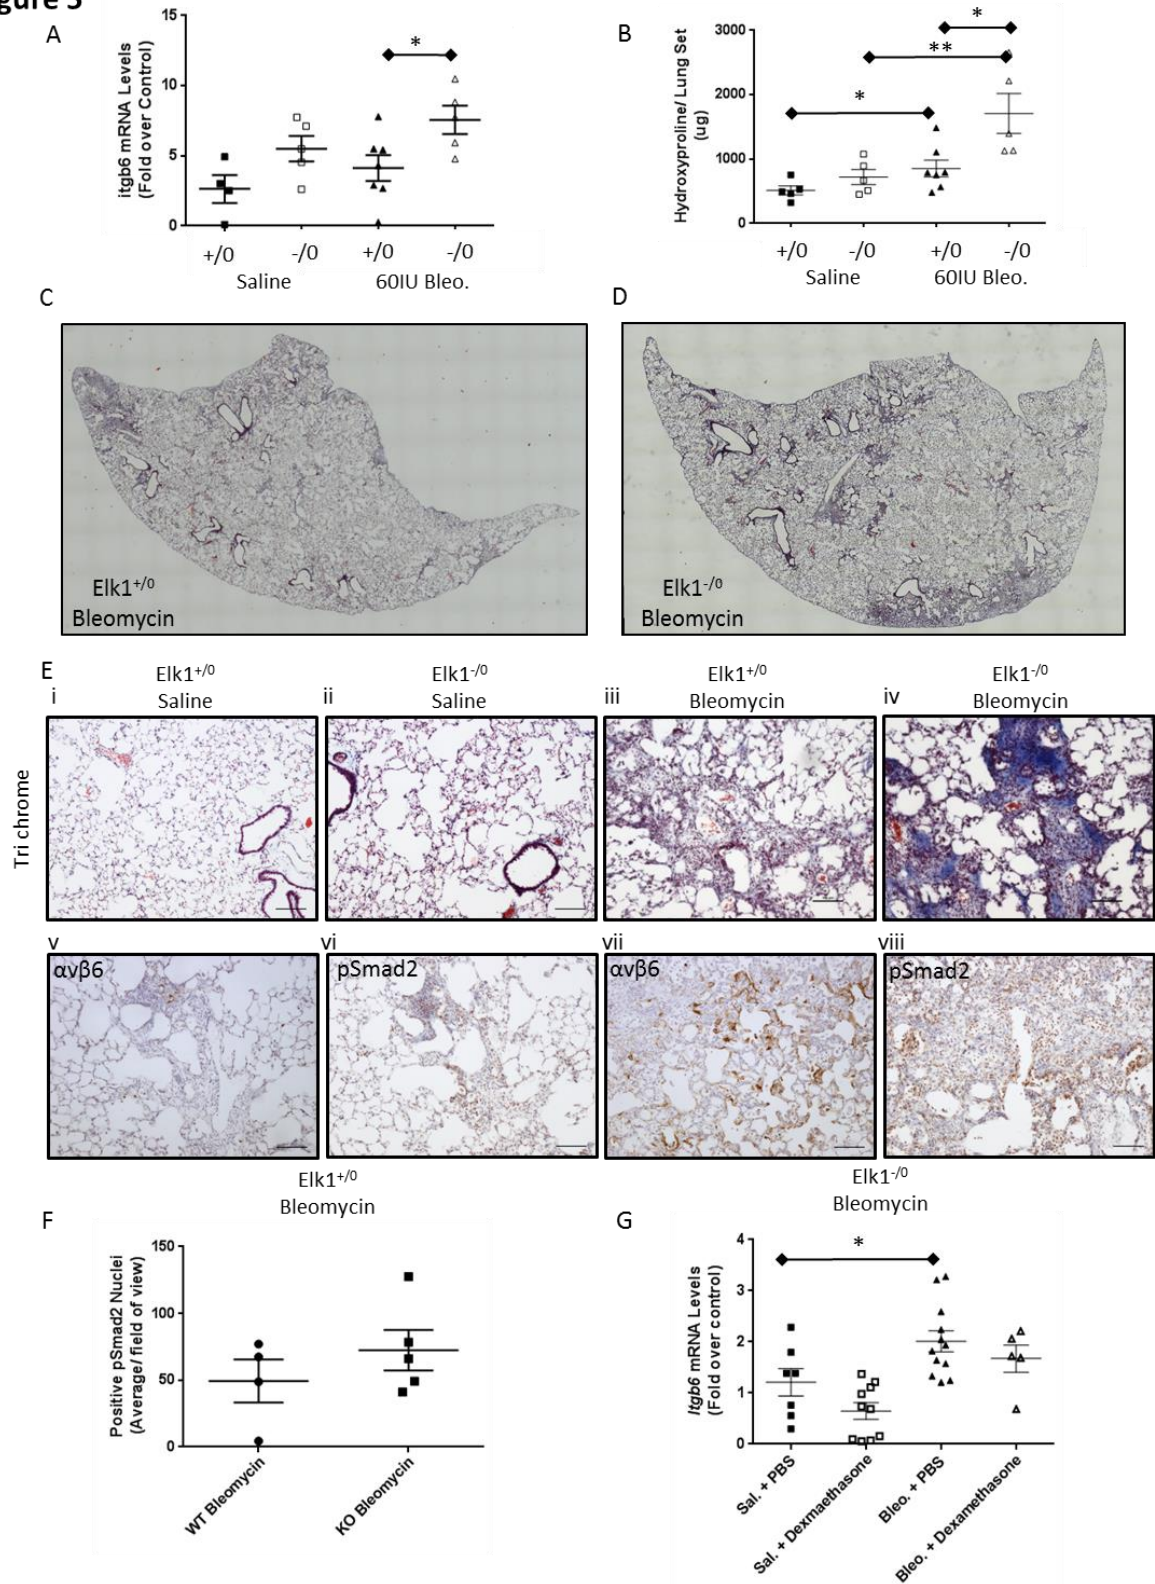 A
15
10
5
0
itgb6 mRNA Levels
(Fold over Control)
*
+/0
-/0
+/0
-/0
Saline
60IU Bleo.
B
3000
2000
1000
0
Hydroxyproline/ Lung Set
(ug)
*
**
*
+/0
-/0
+/0
-/0
Saline
60IU Bleo.
C
Elk1+/0
Bleomycin
D
Elk1-/0
Bleomycin
E
Tri chrome
i
Elk1+/0
Saline
ii
Elk1-/0
Saline
iii
Elk1+/0
Bleomycin
iv
Elk1-/0
Bleomycin
v
αvβ6
vi
pSmad2
vii
αvβ6
viii
pSmad2
Elk1+/0
Bleomycin
Elk1-/0
Bleomycin
F
150
100
50
0
Positive pSmad2 Nuclei
(Average/ field of view)
WT Bleomycin
KO Bleomycin
G
4
3
2
1
0
Itgb6 mRNA Levels
(Fold over control)
*
Sal. + PBS
Sal. + Dexmaethasone
Bleo. + PBS
Bleo. + Dexamethasone